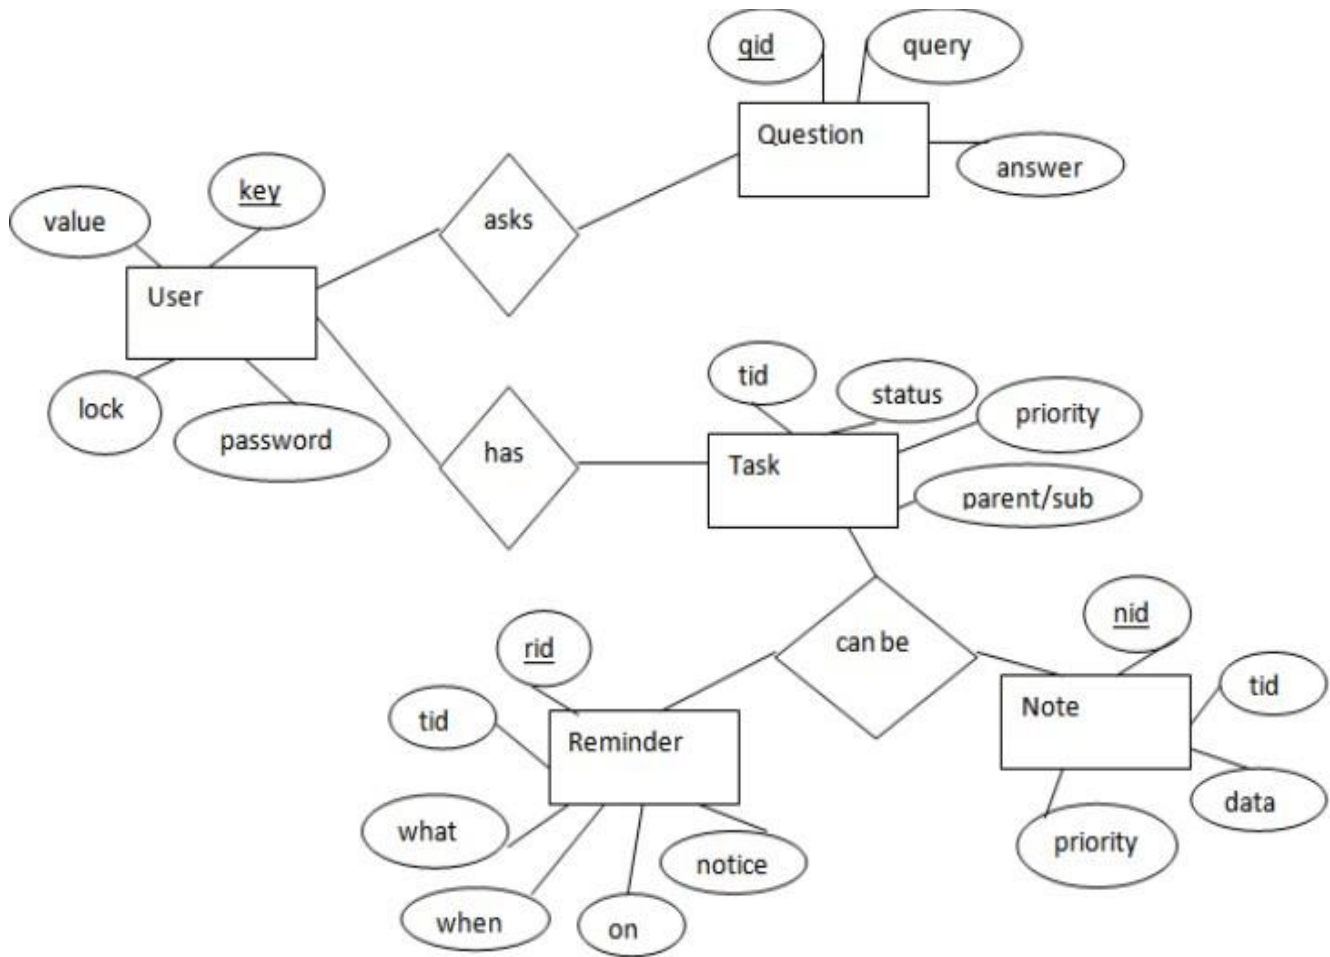 qid
query
Question
answer
key
value
asks
User
lock
password
tid
status
priority
has
Task
parent/sub
can be
nid
rid
tid
Note
tid
Reminder
data
what
priority
notice
when
on